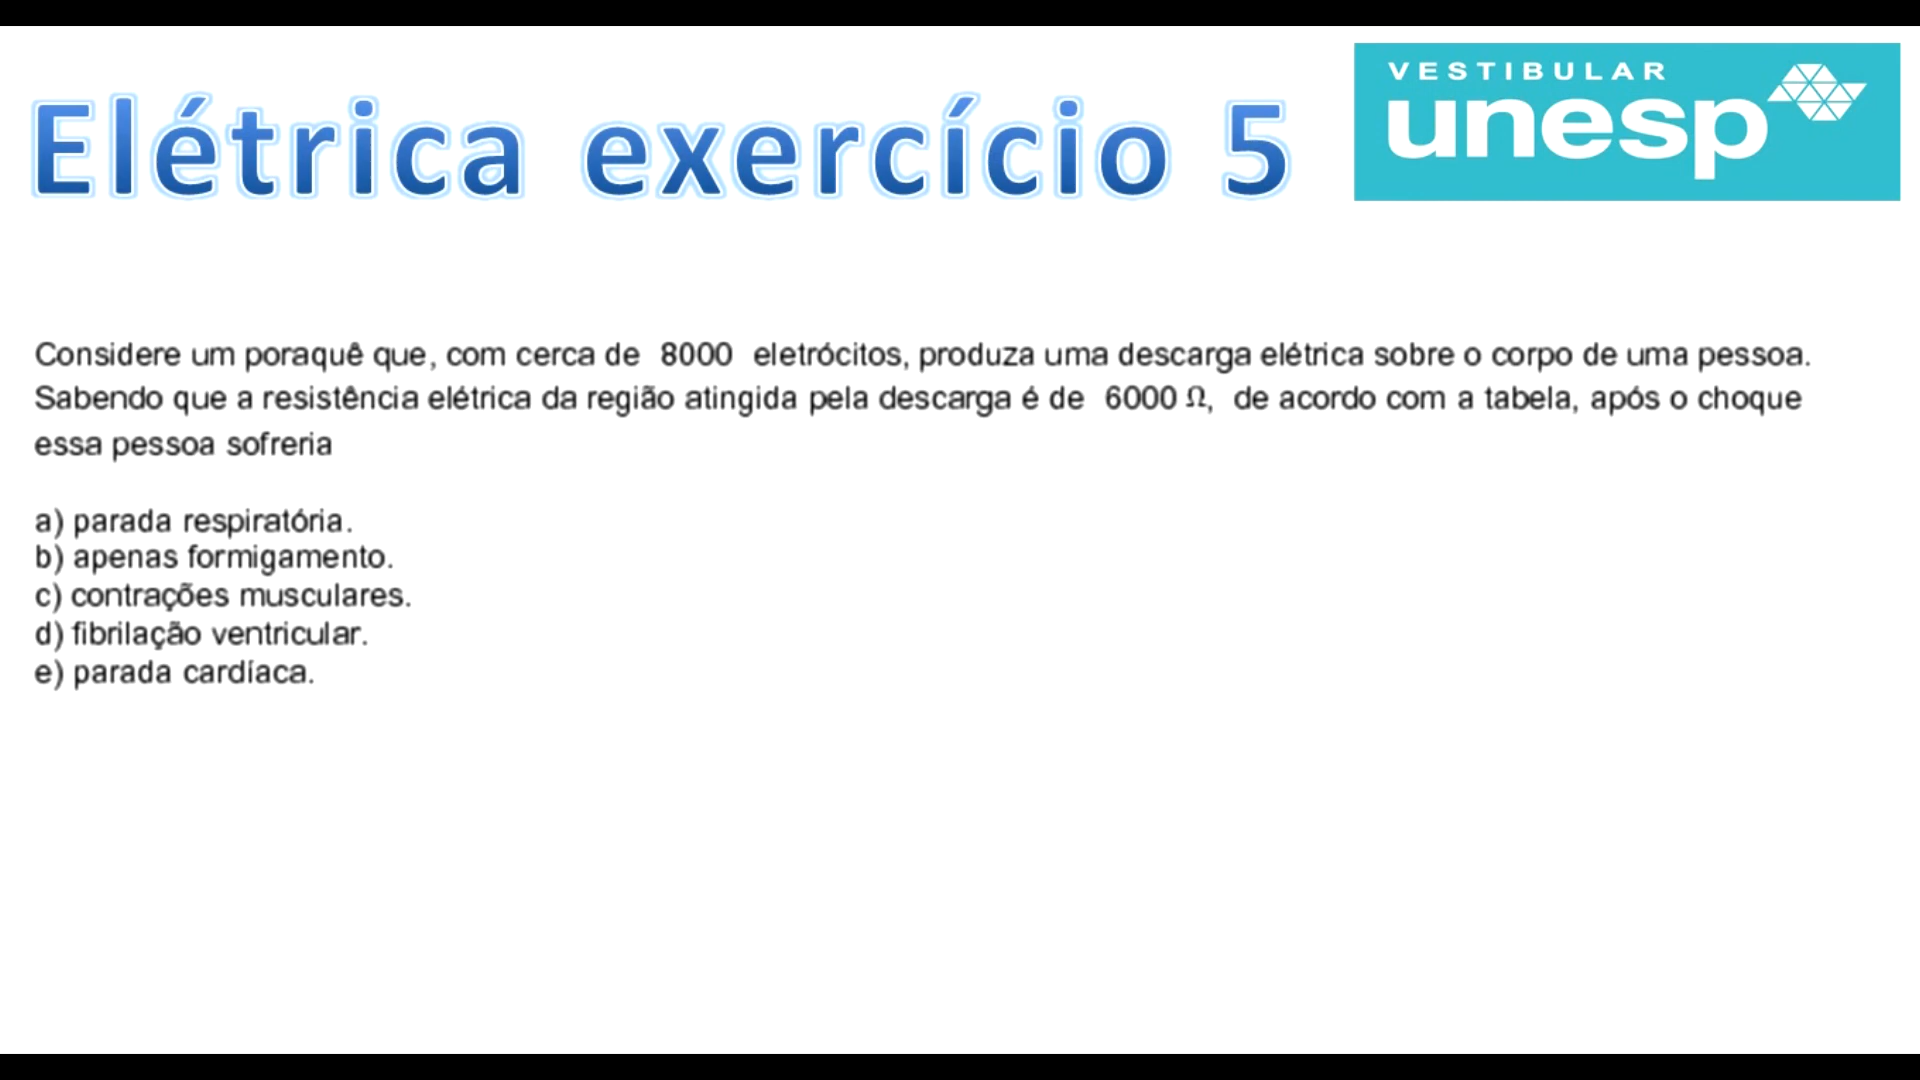 Elétrica exercício 5
VESTIBULAR
unesp
Considere um poraquê que, com cerca de 8000 eletrócitos, produza uma descarga elétrica sobre o corpo de uma pessoa.
Sabendo que a resistência elétrica da região atingida pela descarga é de 6000 Ω, de acordo com a tabela, após o choque
essa pessoa sofreria
a) parada respiratória.
b) apenas formigamento.
c) contrações musculares.
d) fibrilação ventricular.
e) parada cardíaca.